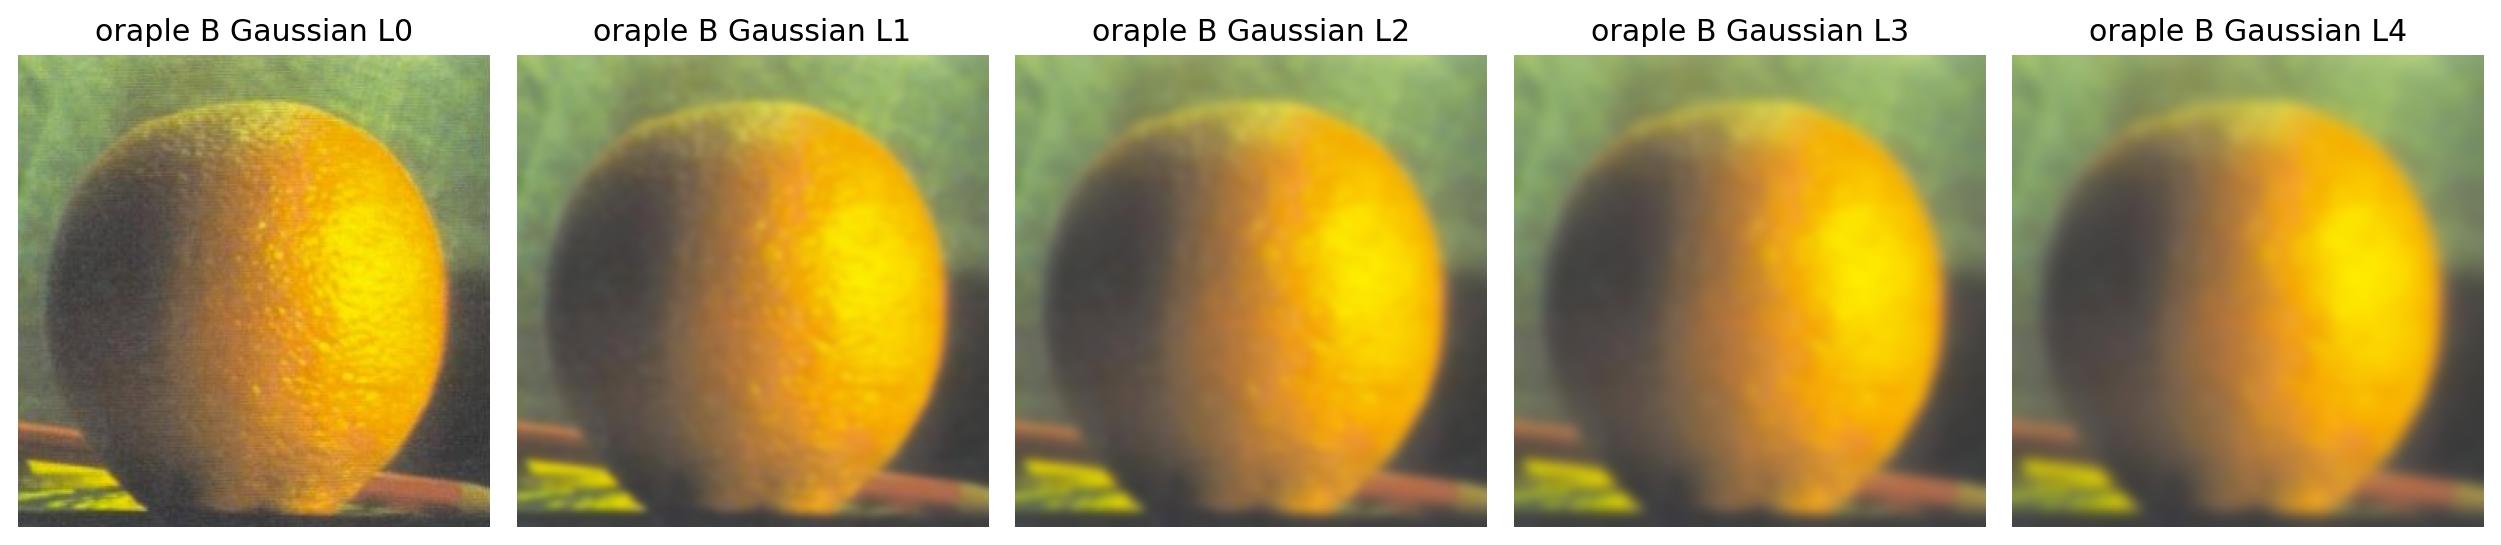 oraple B Gaussian L0
oraple B Gaussian L1
oraple B Gaussian L2
oraple B Gaussian L3
oraple B Gaussian L4